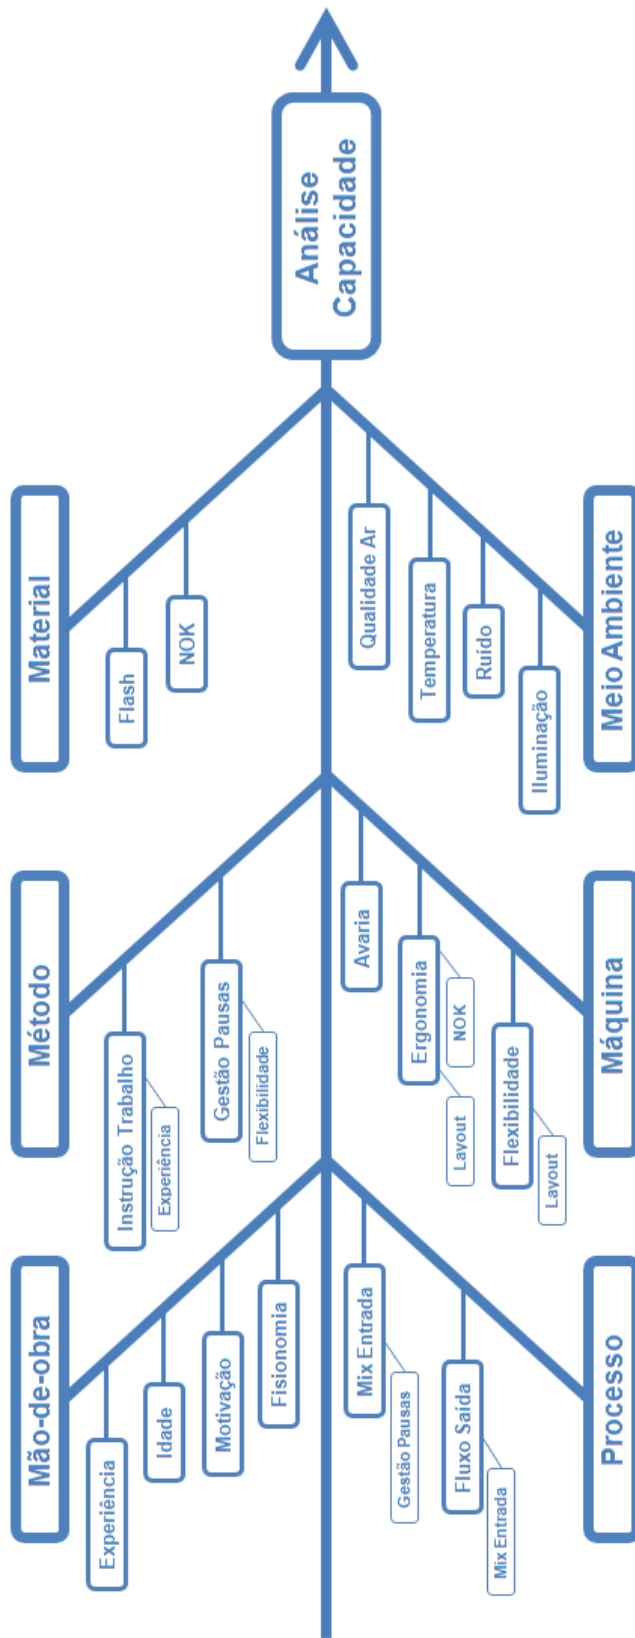 Mão-de-obra
Experiência
Idade
Motivação
Fisionomia
Método
Instrução Trabalho
Experiência
Gestão Pausas
Flexibilidade
Material
Flash
NOK
Análise
Capacidade
Processo
Mix Entrada
Gestão Pausas
Fluxo Saída
Mix Entrada
Máquina
Avaria
Ergonomia
NOK
Layout
Flexibilidade
Layout
Meio Ambiente
Qualidade Ar
Temperatura
Ruído
Iluminação